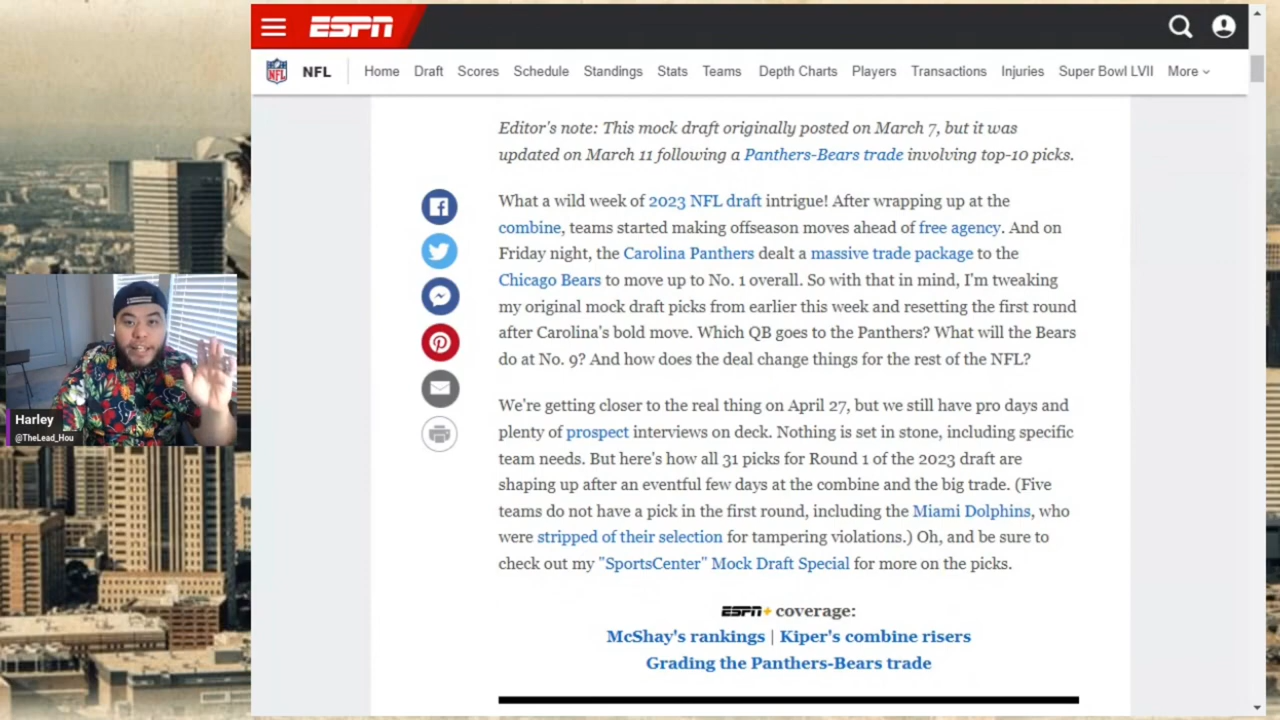 ESPN
NFL
NFL Home Draft Scores Schedule Standings Stats Teams Depth Charts Players Transactions Injuries Super Bowl LVII More
Editor's note: This mock draft originally posted on March 7, but it was
updated on March 11 following a Panthers-Bears trade involving top-10 picks.
What a wild week of 2023 NFL draft intrigue! After wrapping up at the
combine, teams started making offseason moves ahead of free agency. And on
Friday night, the Carolina Panthers dealt a massive trade package to the
Chicago Bears to move up to No. 1 overall. So with that in mind, I'm tweaking
my original mock draft picks from earlier this week and resetting the first round
after Carolina's bold move. Which QB goes to the Panthers? What will the Bears
do at No. 9? And how does the deal change things for the rest of the NFL?
We're getting closer to the real thing on April 27, but we still have pro days and
plenty of prospect interviews on deck. Nothing is set in stone, including specific
team needs. But here's how all 31 picks for Round 1 of the 2023 draft are
shaping up after an eventful few days at the combine and the big trade. (Five
teams do not have a pick in the first round, including the Miami Dolphins, who
were stripped of their selection for tampering violations.) Oh, and be sure to
check out my "SportsCenter" Mock Draft Special for more on the picks.
ESPN+ coverage:
McShay's rankings | Kiper's combine risers
Grading the Panthers-Bears trade
Harley
@TheLead_Hou